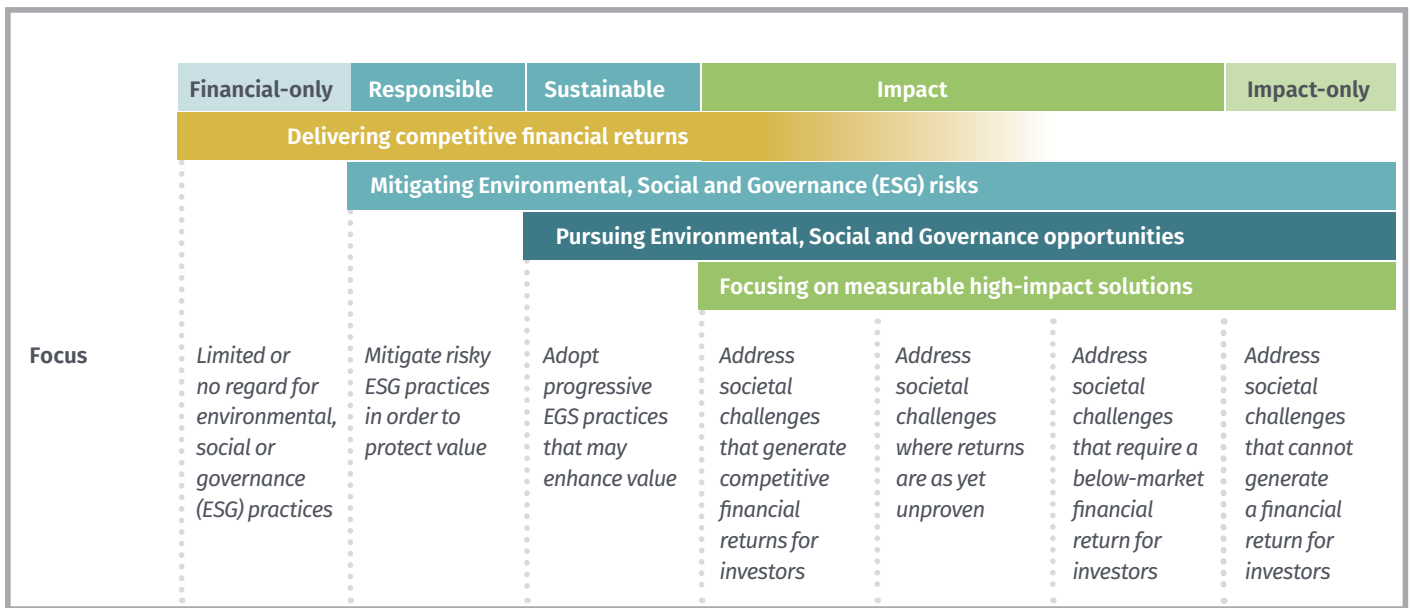 Financial-only Responsible Sustainable Impact Impact-only
Delivering competitive financial returns
Mitigating Environmental, Social and Governance (ESG) risks
Pursuing Environmental, Social and Governance opportunities
Focusing on measurable high-impact solutions
Focus
Limited or
no regard for
environmental,
social or
governance
(ESG) practices
Mitigate risky
ESG practices
in order to
protect value
Adopt
progressive
EGS practices
that may
enhance value
Address
societal
challenges
that generate
competitive
financial
returns for
investors
Address
societal
challenges
where returns
are as yet
unproven
Address
societal
challenges
that require a
below-market
financial
return for
investors
Address
societal
challenges
that cannot
generate
a financial
return for
investors